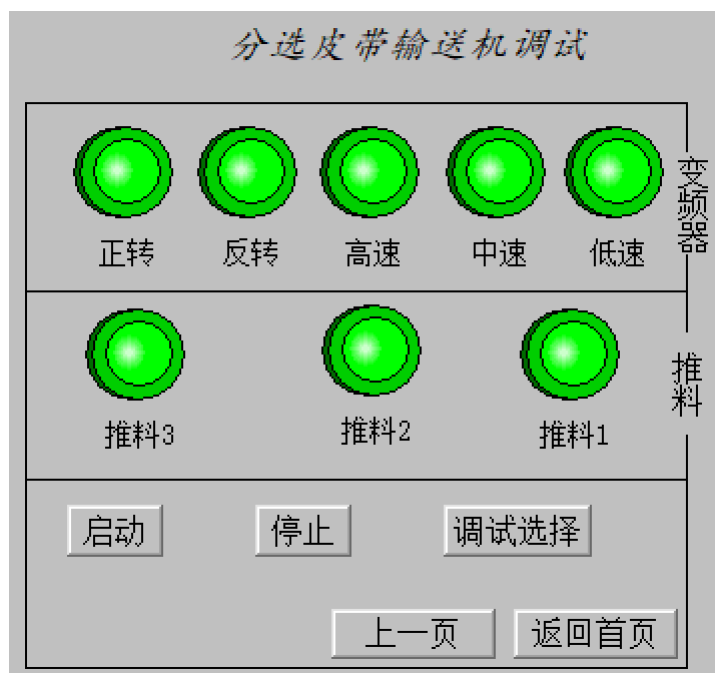 分选皮带输送机调试
正转 反转 高速 中速 低速
变频器
推料3 推料2 推料1
推料
启动 停止 调试选择
上一页 返回首页